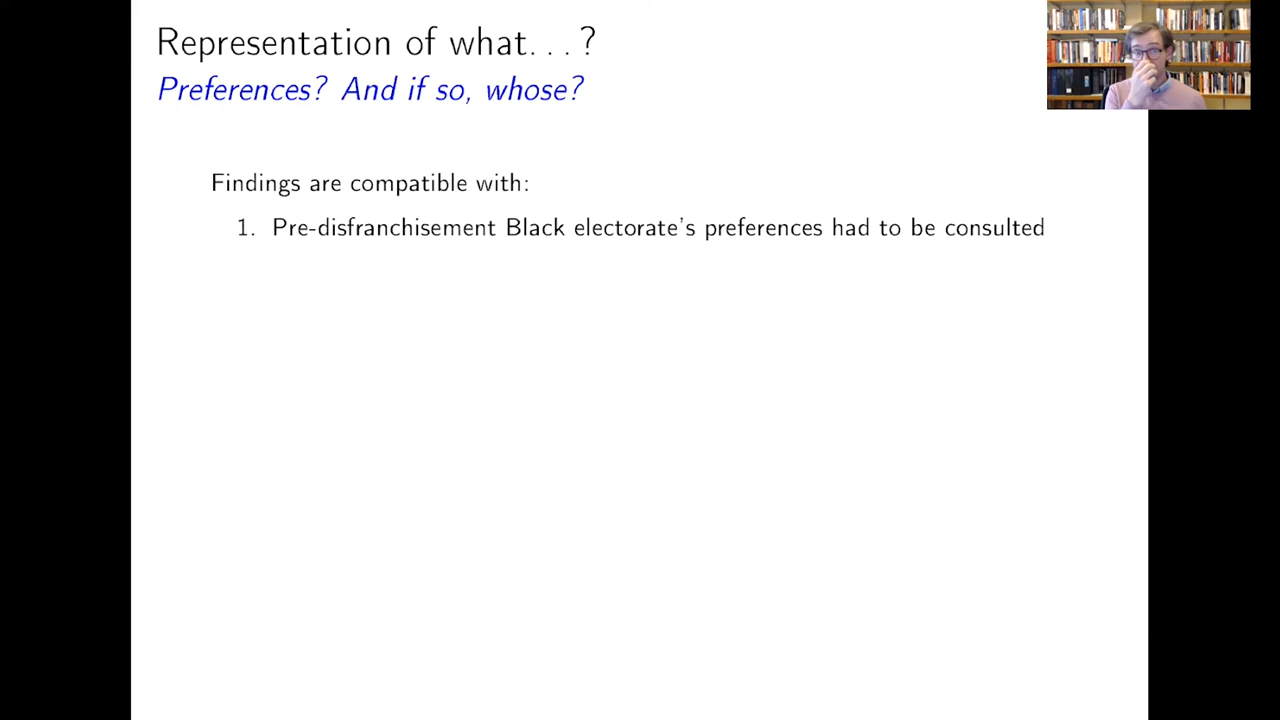 Representation of what. . . ?
Preferences? And if so, whose?
Findings are compatible with:
1. Pre-disfranchisement Black electorate's preferences had to be consulted